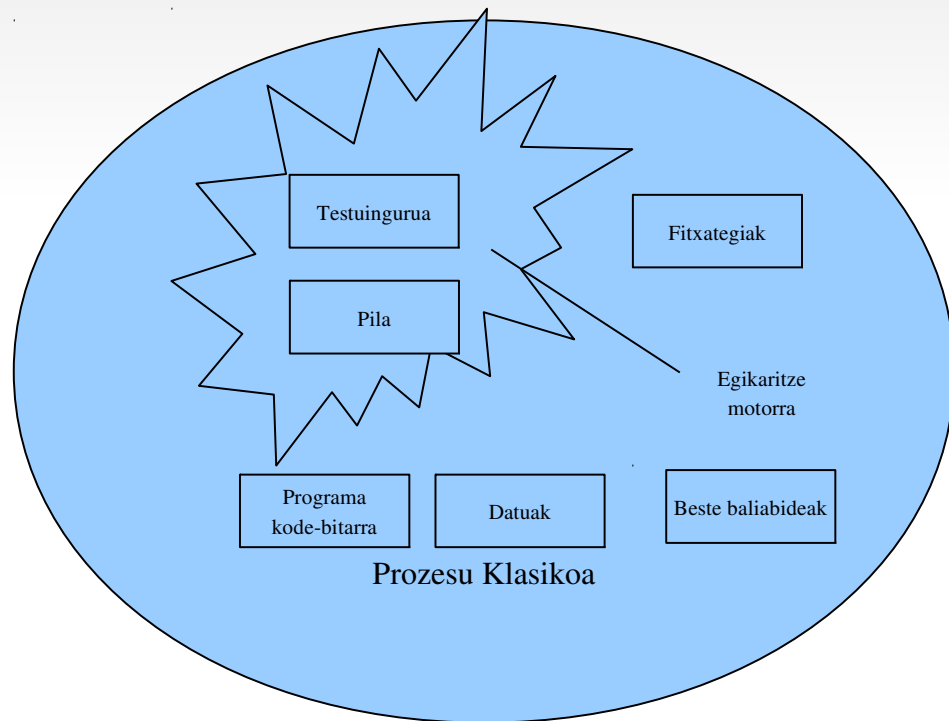 Testuingurua
Fitxategiak
Pila
Egikaritze
motorra
Programa
kode-bitarra
Datuak
Beste baliabideak
Prozesu Klasikoa